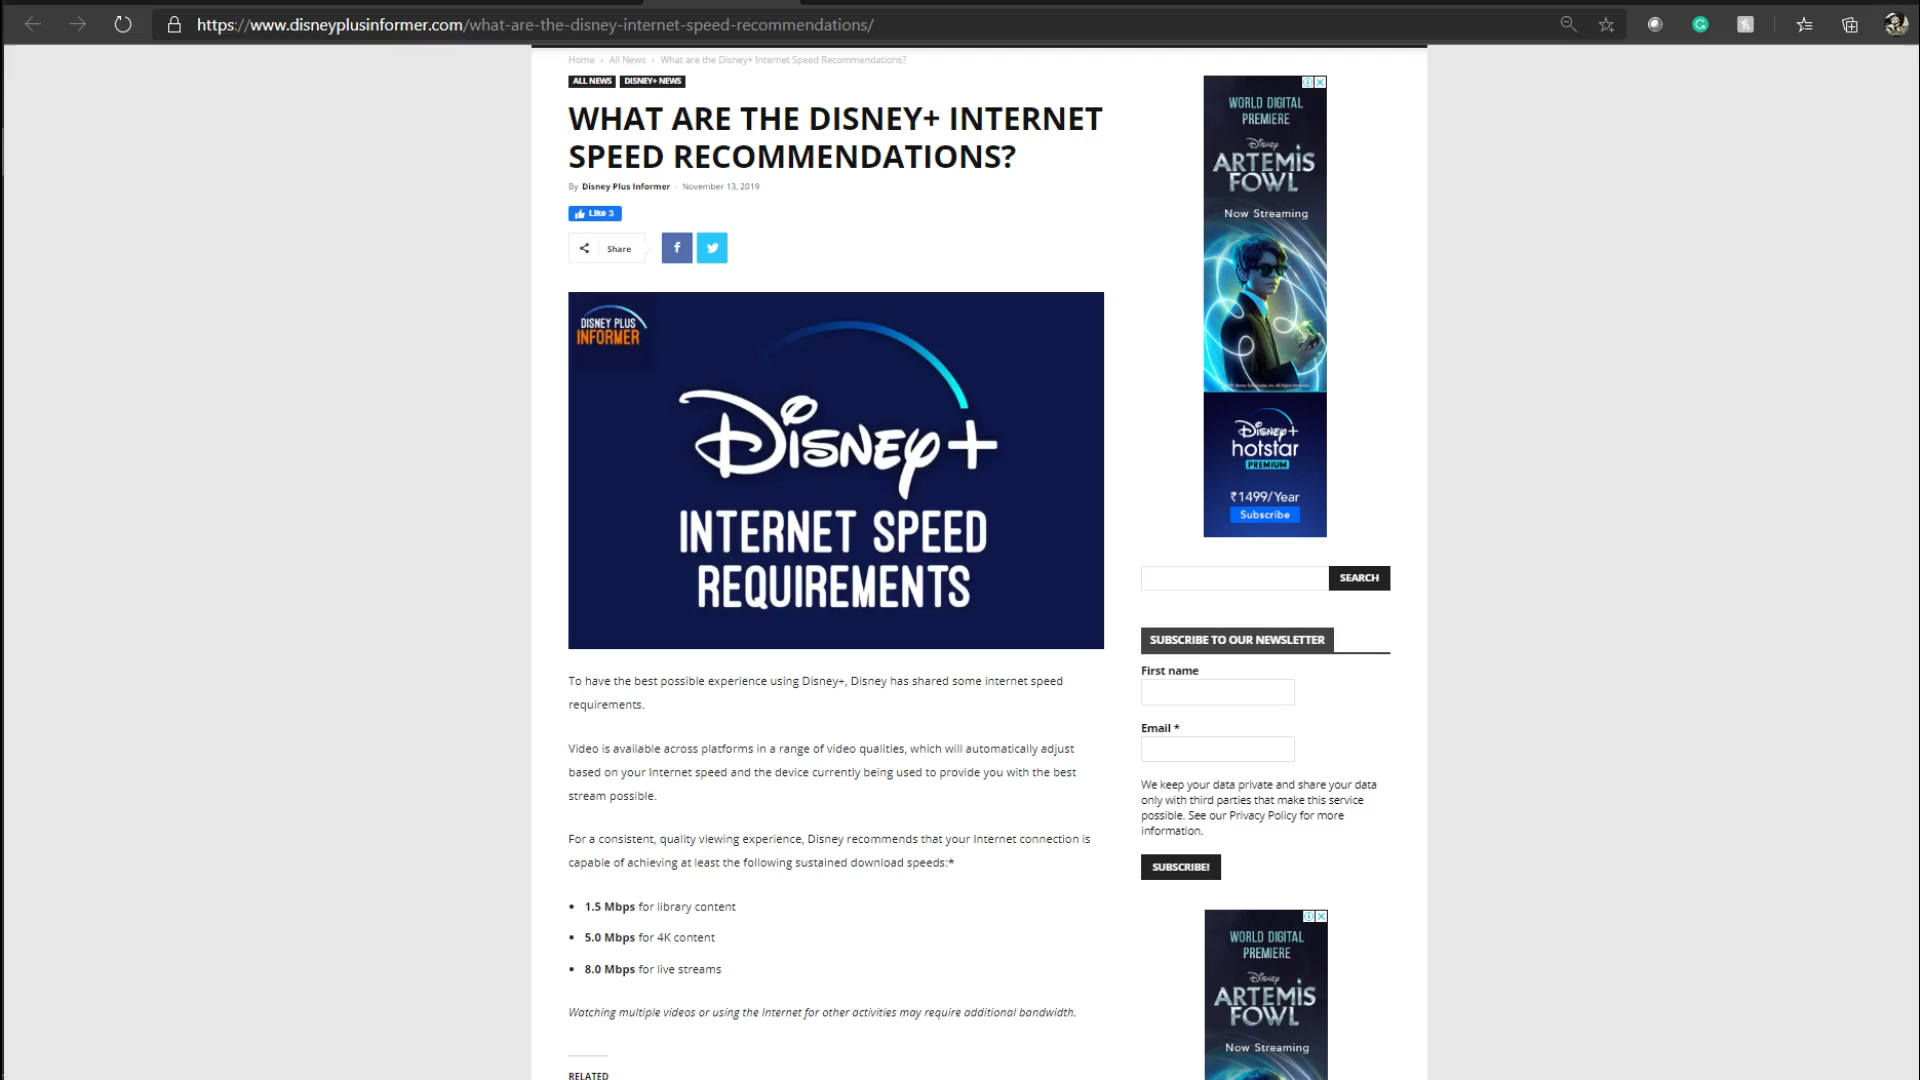 https://www.disneyplusinformer.com/what-are-the-disney-internet-speed-recommendations/
Home › All News › What are the Disney+ Internet Speed Recommendations?
ALL NEWS DISNEY+ NEWS
WHAT ARE THE DISNEY+ INTERNET
SPEED RECOMMENDATIONS?
By Disney Plus Informer - November 13, 2019
Like 3
Share
DISNEY PLUS
INFORMER
Disney+
INTERNET SPEED
REQUIREMENTS
To have the best possible experience using Disney+, Disney has shared some internet speed
requirements.
Video is available across platforms in a range of video qualities, which will automatically adjust
based on your Internet speed and the device currently being used to provide you with the best
stream possible.
For a consistent, quality viewing experience, Disney recommends that your Internet connection is
capable of achieving at least the following sustained download speeds:*
• 1.5 Mbps for library content
• 5.0 Mbps for 4K content
• 8.0 Mbps for live streams
Watching multiple videos or using the Internet for other activities may require additional bandwidth.
RELATED
WORLD DIGITAL
PREMIERE
Disney
ARTEMIS
FOWL
Now Streaming
Disney+
hotstar
PREMIUM
₹1499/Year
Subscribe
SEARCH
SUBSCRIBE TO OUR NEWSLETTER
First name
Email *
We keep your data private and share your data
only with third parties that make this service
possible. See our Privacy Policy for more
information.
SUBSCRIBE!
WORLD DIGITAL
PREMIERE
Disney
ARTEMIS
FOWL
Now Streaming